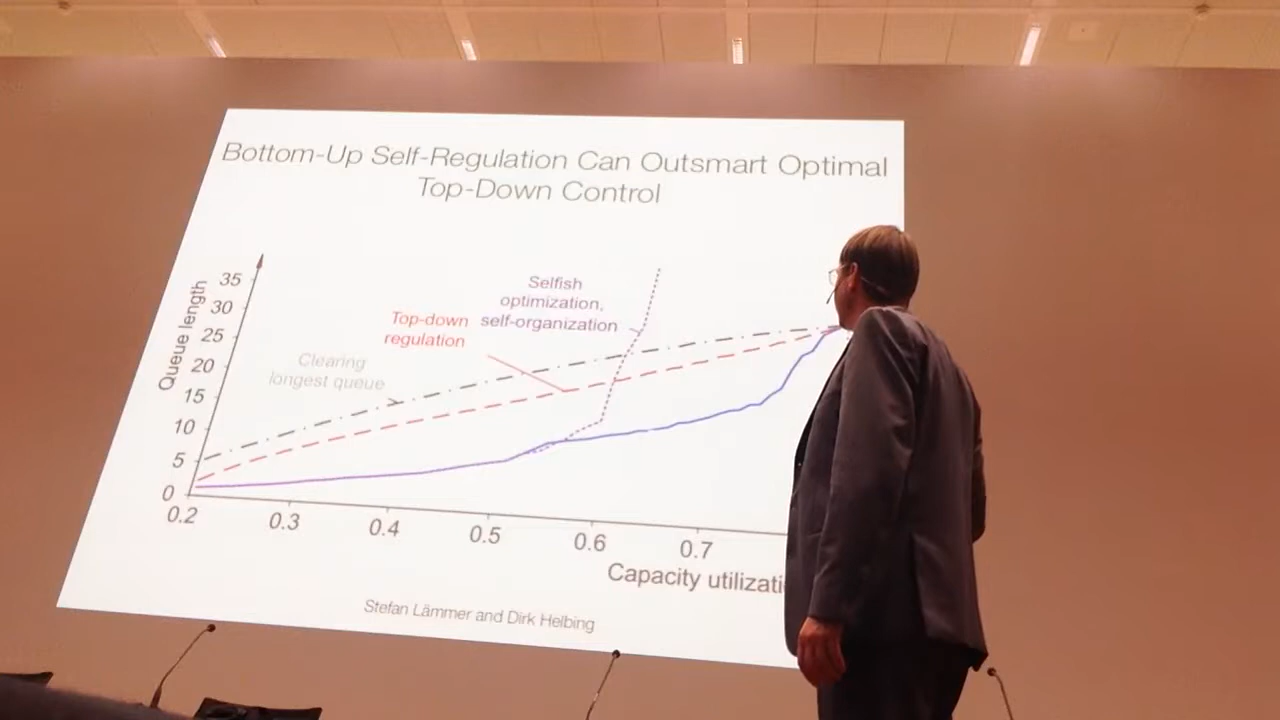 Bottom-Up Self-Regulation Can Outsmart Optimal
Top-Down Control
Queue length
35
30
25
20
15
10
5
0
Clearing
longest queue
Top-down
regulation
Selfish
optimization,
self-organization
0.2 0.3 0.4 0.5 0.6 0.7
Capacity utilizati
Stefan Lämmer and Dirk Helbing